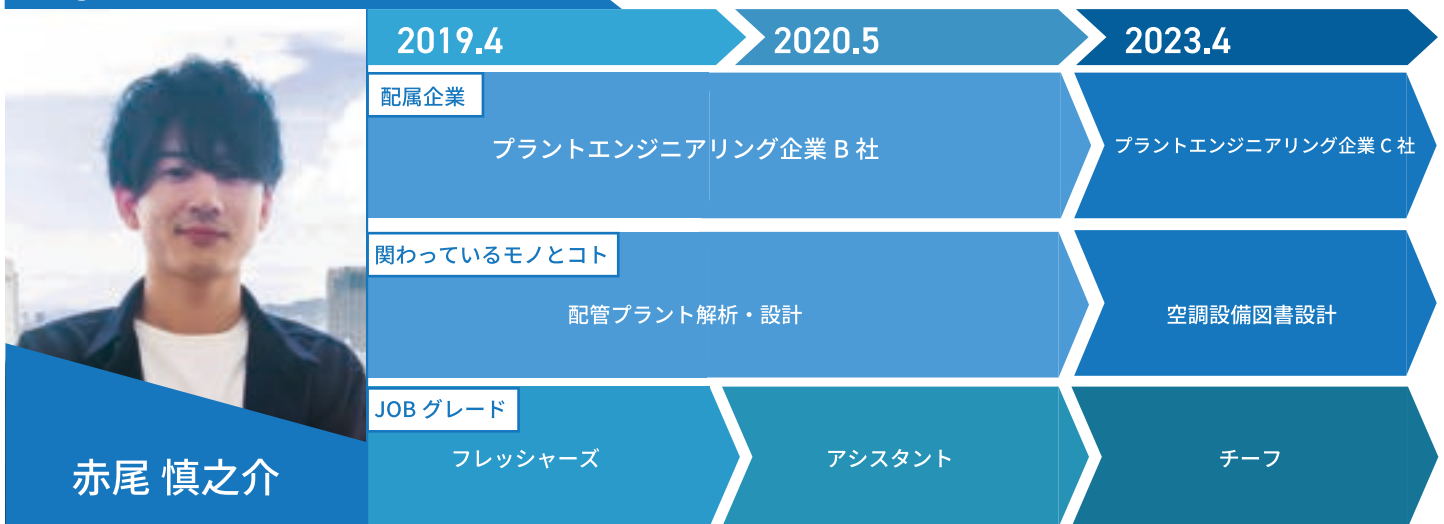 2019.4
2020.5
2023.4
配属企業
プラントエンジニアリング企業 B 社
プラントエンジニアリング企業 C 社
関わっているモノとコト
配管プラント解析・設計
空調設備図書設計
JOB グレード
フレッシャーズ
アシスタント
チーフ
赤尾 慎之介